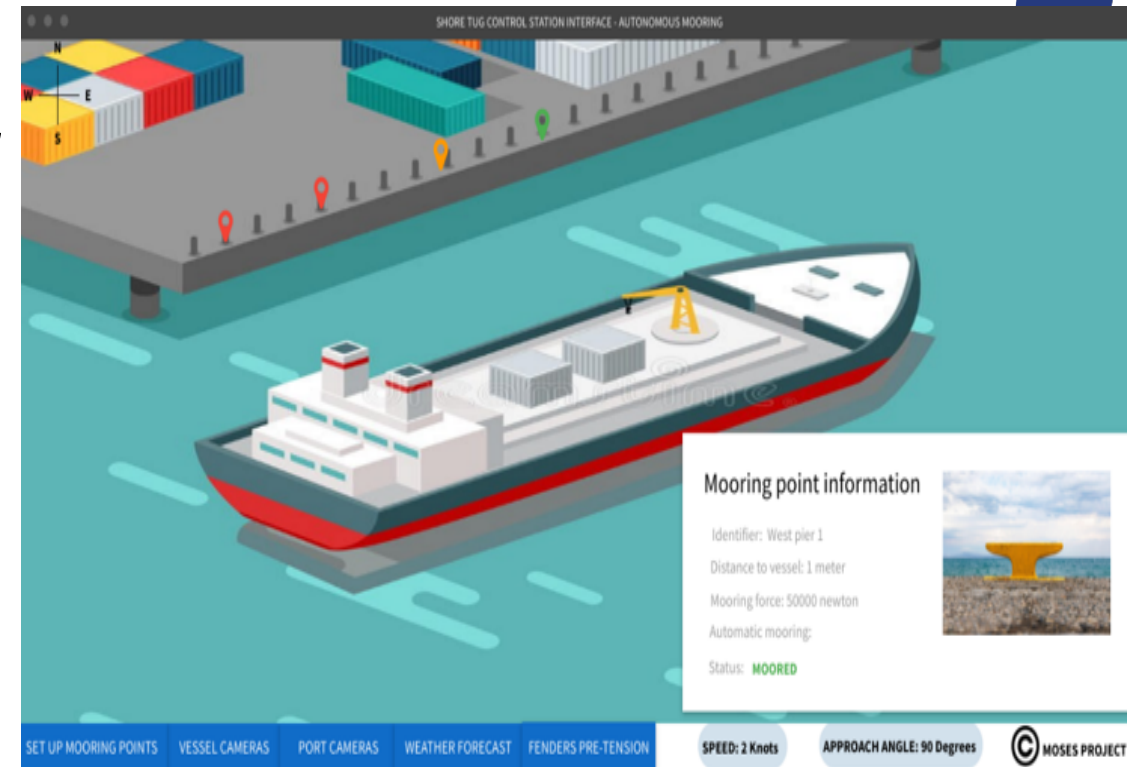 SHORE TUG CONTROL STATION INTERFACE - AUTONOMOUS MOORING
N
W E
S
Mooring point information
Identifier: West pier 1
Distance to vessel: 1 meter
Mooring force: 50000 newton
Automatic mooring:
Status: MOORED
SET UP MOORING POINTS VESSEL CAMERAS PORT CAMERAS WEATHER FORECAST FENDERS PRE-TENSION SPEED: 2 Knots APPROACH ANGLE: 90 Degrees © MOSES PROJECT